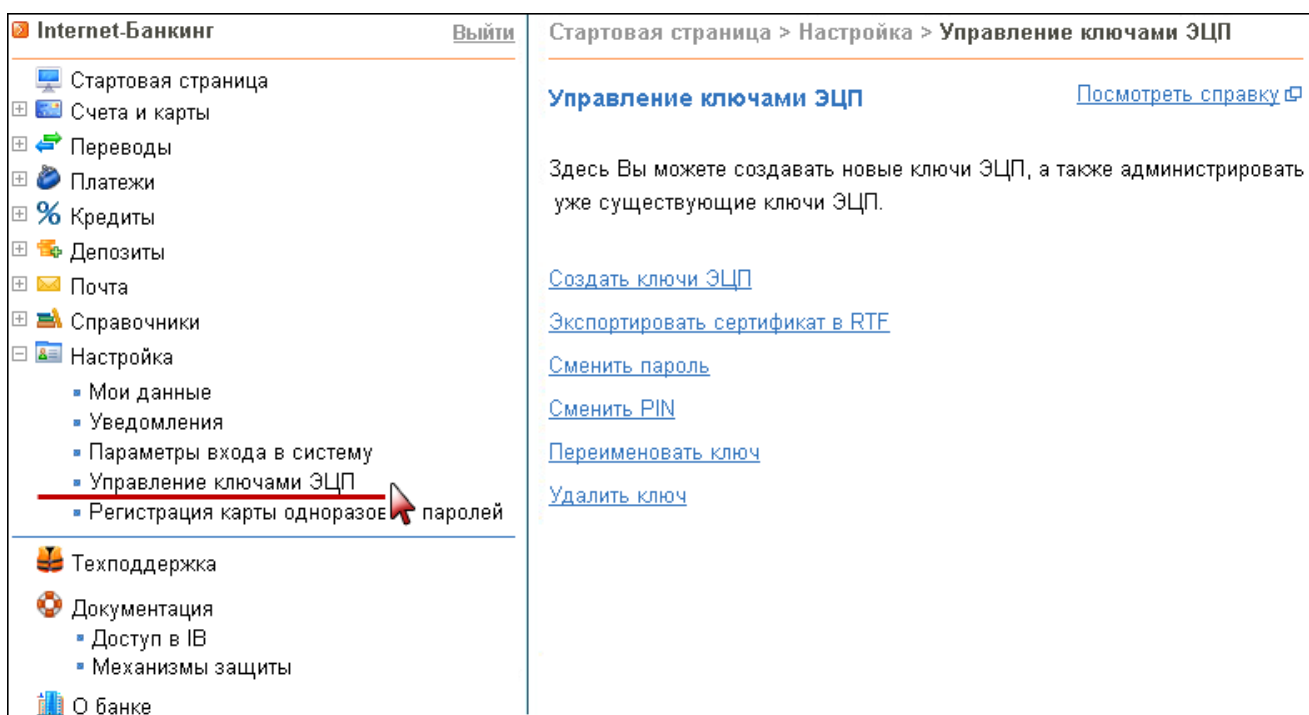 Internet-Банкинг
Выйти
Стартовая страница
Счета и карты
Переводы
Платежи
Кредиты
Депозиты
Почта
Справочники
Настройка
Мои данные
Уведомления
Параметры входа в систему
Управление ключами ЭЦП
Регистрация карты одноразов паролей
Техподдержка
Документация
Доступ в IB
Механизмы защиты
О банке
Стартовая страница > Настройка > Управление ключами ЭЦП
Управление ключами ЭЦП
Посмотреть справку
Здесь Вы можете создавать новые ключи ЭЦП, а также администрировать
уже существующие ключи ЭЦП.
Создать ключи ЭЦП
Экспортировать сертификат в RTF
Сменить пароль
Сменить PIN
Переименовать ключ
Удалить ключ